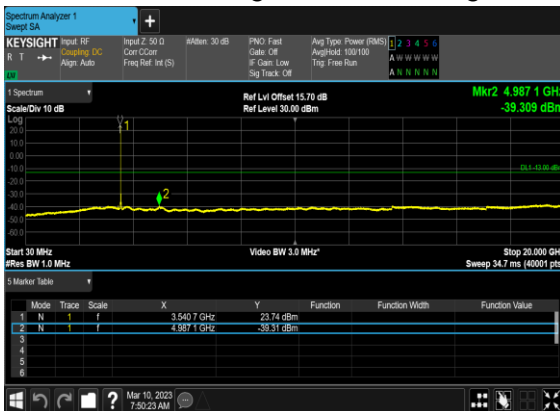 Spectrum Analyzer 1
Swept SA
KEYSIGHT Input: RF Input Z: 50 Ω #Atten: 30 dB PNO: Fast Avg Type: Power (RMS) 1 2 3 4 5 6
R T Coupling: DC Corr CCorr Gate: Off Avg|Hold: 100/100 A W W W W W
Align: Auto Freq Ref: Int (S) IF Gain: Low Trig: Free Run
Sig Track: Off A N N N N N
1 Spectrum Ref Lvl Offset 15.70 dB Mkr2 4.987 1 GHz
Scale/Div 10 dB Ref Level 30.00 dBm -39.309 dBm
Log
20.0 1
10.0
0.00
-10.0 DL1 -13.00 dBm
-20.0
-30.0 2
-40.0
-50.0
-60.0
Start 30 MHz Video BW 3.0 MHz* Stop 20.000 GHz
#Res BW 1.0 MHz Sweep 34.7 ms (40001 pts)
5 Marker Table
Mode Trace Scale X Y Function Function Width Function Value
1 N 1 f 3.540 7 GHz 23.74 dBm
2 N 1 f 4.987 1 GHz -39.31 dBm
3
4
5
6
? Mar 10, 2023
7:50:23 AM